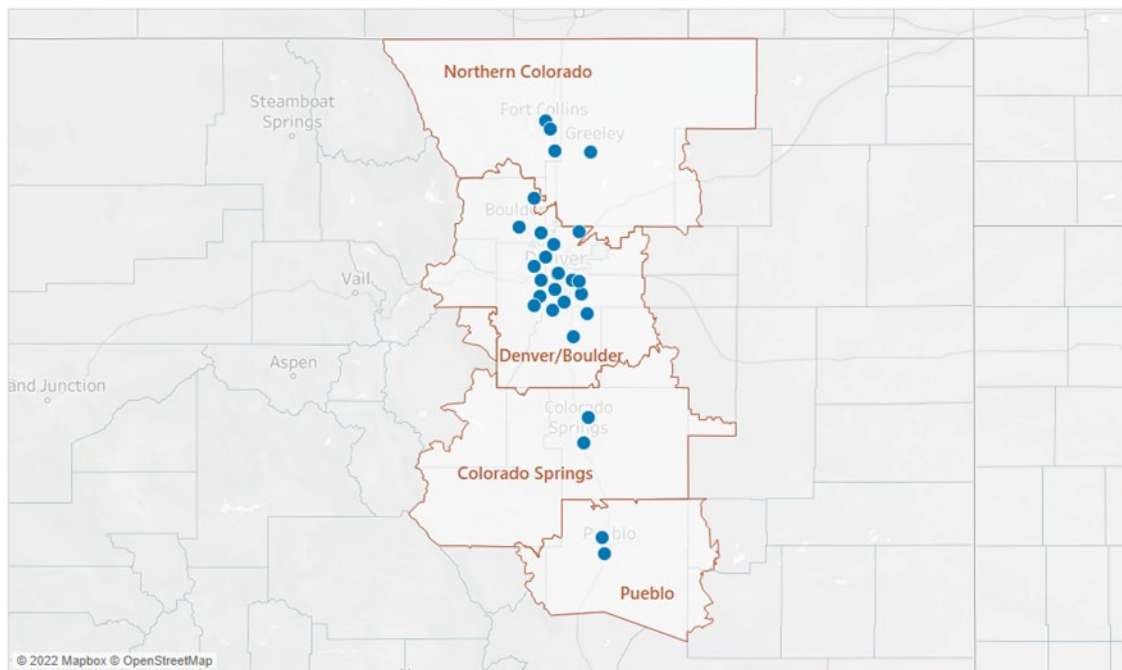 Northern Colorado
Steamboat
Springs
Fort Collins
Greeley
Boulder
Denver
Vail
Denver/Boulder
Aspen
and Junction
Colorado
Springs
Colorado Springs
Pueblo
Pueblo
© 2022 Mapbox © OpenStreetMap